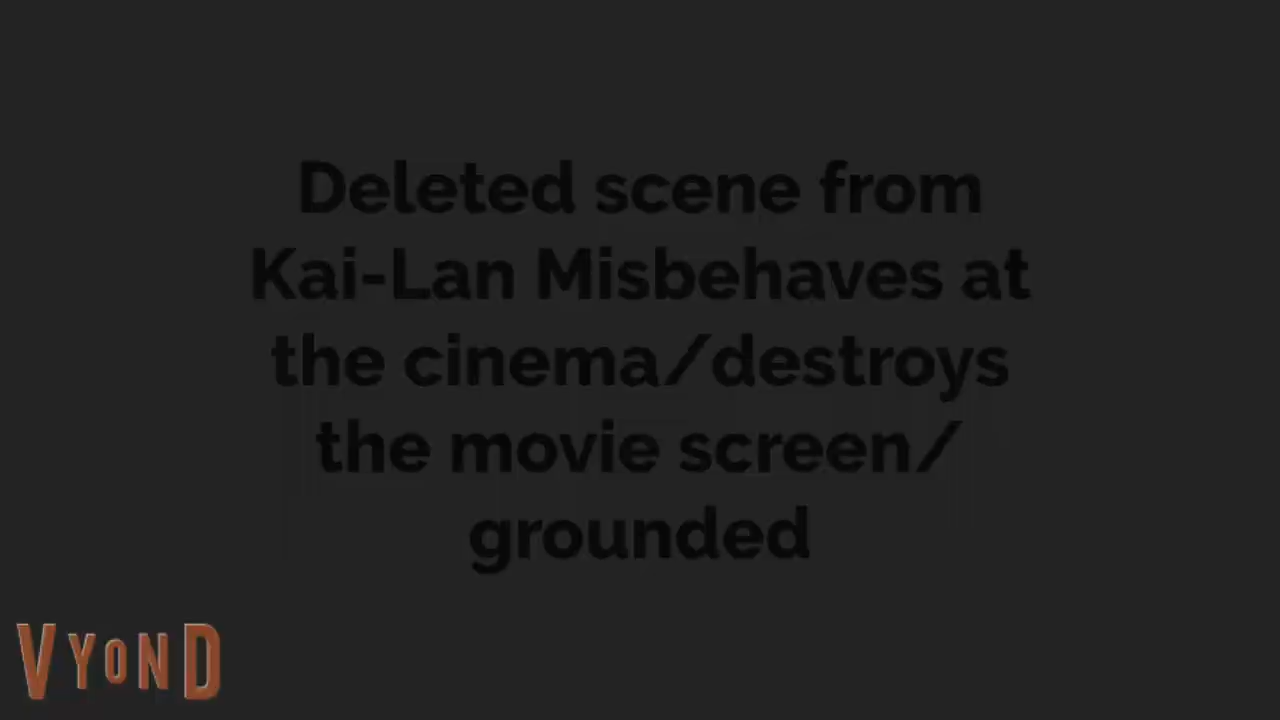 Deleted scene from
Kai-Lan Misbehaves at
the cinema/destroys
the movie screen/
grounded
VYOND